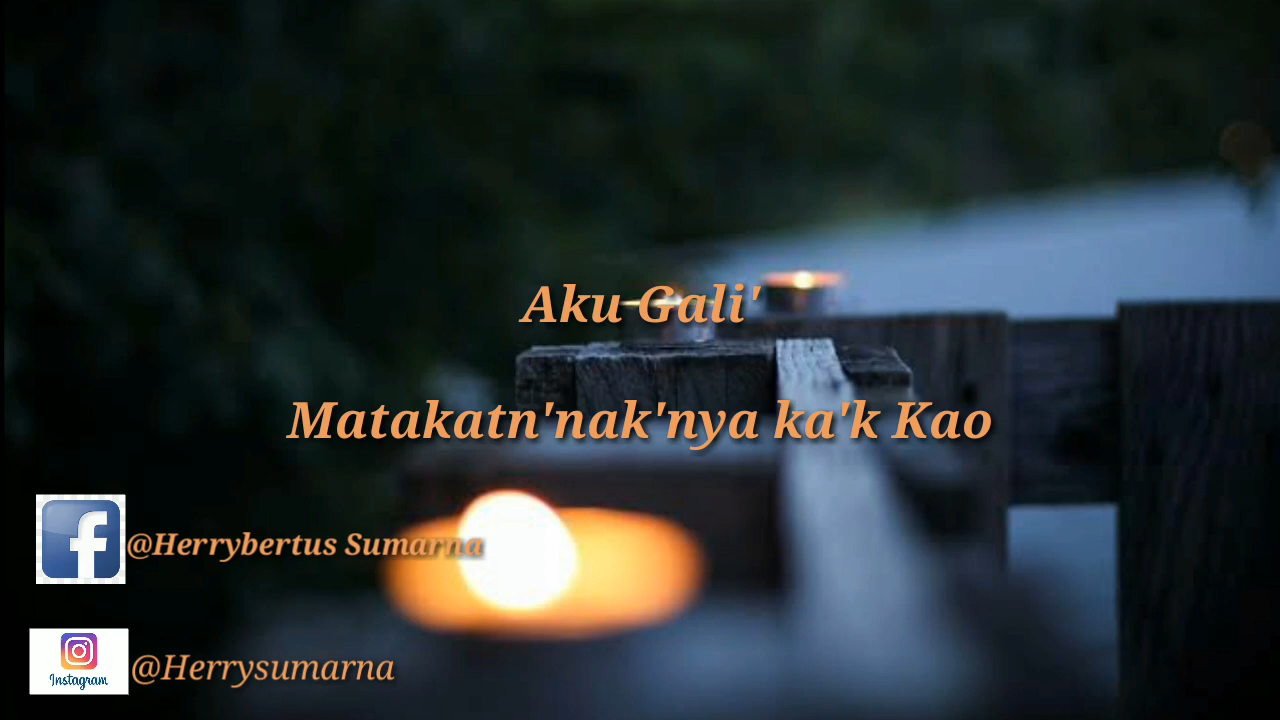 Aku Gali'
Matakatn'nak'nya ka'k Kao
@Herrybertus Sumarna
Instagram
@Herrysumarna